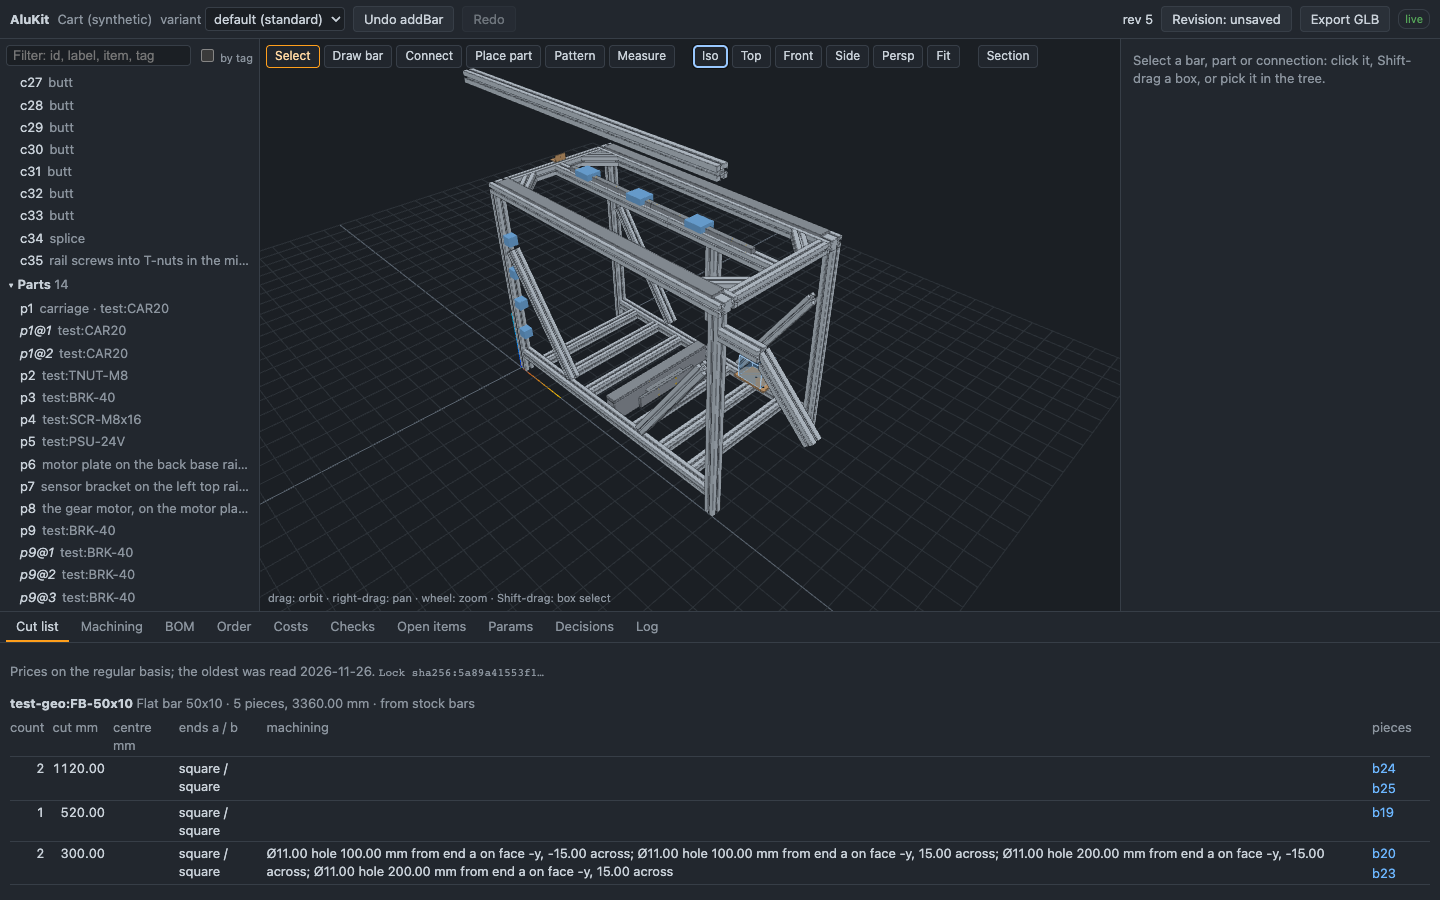 AluKit Cart (synthetic) variant default (standard) Undo addBar Redo rev 5 Revision: unsaved Export GLB live
Filter: id, label, item, tag by tag
Select Draw bar Connect Place part Pattern Measure Iso Top Front Side Persp Fit Section
Select a bar, part or connection: click it, Shift-
drag a box, or pick it in the tree.
c27 butt
c28 butt
c29 butt
c30 butt
c31 butt
c32 butt
c33 butt
c34 splice
c35 rail screws into T-nuts in the mi...
Parts 14
p1 carriage · test:CAR20
p1@1 test:CAR20
p1@2 test:CAR20
p2 test:TNUT-M8
p3 test:BRK-40
p4 test:SCR-M8x16
p5 test:PSU-24V
p6 motor plate on the back base rai...
p7 sensor bracket on the left top rai...
p8 the gear motor, on the motor pla...
p9 test:BRK-40
p9@1 test:BRK-40
p9@2 test:BRK-40
p9@3 test:BRK-40
drag: orbit · right-drag: pan · wheel: zoom · Shift-drag: box select
Cut list Machining BOM Order Costs Checks Open items Params Decisions Log
Prices on the regular basis; the oldest was read 2026-11-26. Lock sha256:5a89a41553f1…
test-geo:FB-50x10 Flat bar 50x10 · 5 pieces, 3360.00 mm · from stock bars
count cut mm centre mm ends a / b machining pieces
2 1120.00 square / square b24 b25
1 520.00 square / square b19
2 300.00 square / square Ø11.00 hole 100.00 mm from end a on face -y, -15.00 across; Ø11.00 hole 100.00 mm from end a on face -y, 15.00 across; Ø11.00 hole 200.00 mm from end a on face -y, -15.00 across; Ø11.00 hole 200.00 mm from end a on face -y, 15.00 across b20 b23